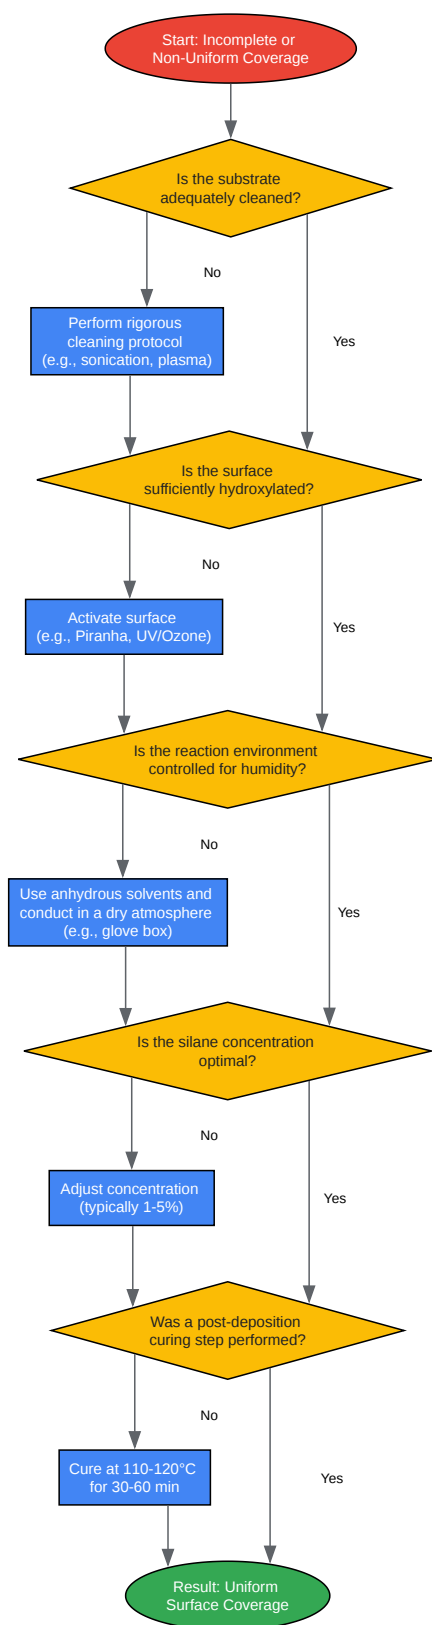 Start: Incomplete or
Non-Uniform Coverage
Is the substrate
adequately cleaned?
No
Perform rigorous
cleaning protocol
(e.g., sonication, plasma)
Yes
Is the surface
sufficiently hydroxylated?
No
Activate surface
(e.g., Piranha, UV/Ozone)
Yes
Is the reaction environment
controlled for humidity?
No
Use anhydrous solvents and
conduct in a dry atmosphere
(e.g., glove box)
Yes
Is the silane concentration
optimal?
No
Adjust concentration
(typically 1-5%)
Yes
Was a post-deposition
curing step performed?
No
Cure at 110-120°C
for 30-60 min
Yes
Result: Uniform
Surface Coverage